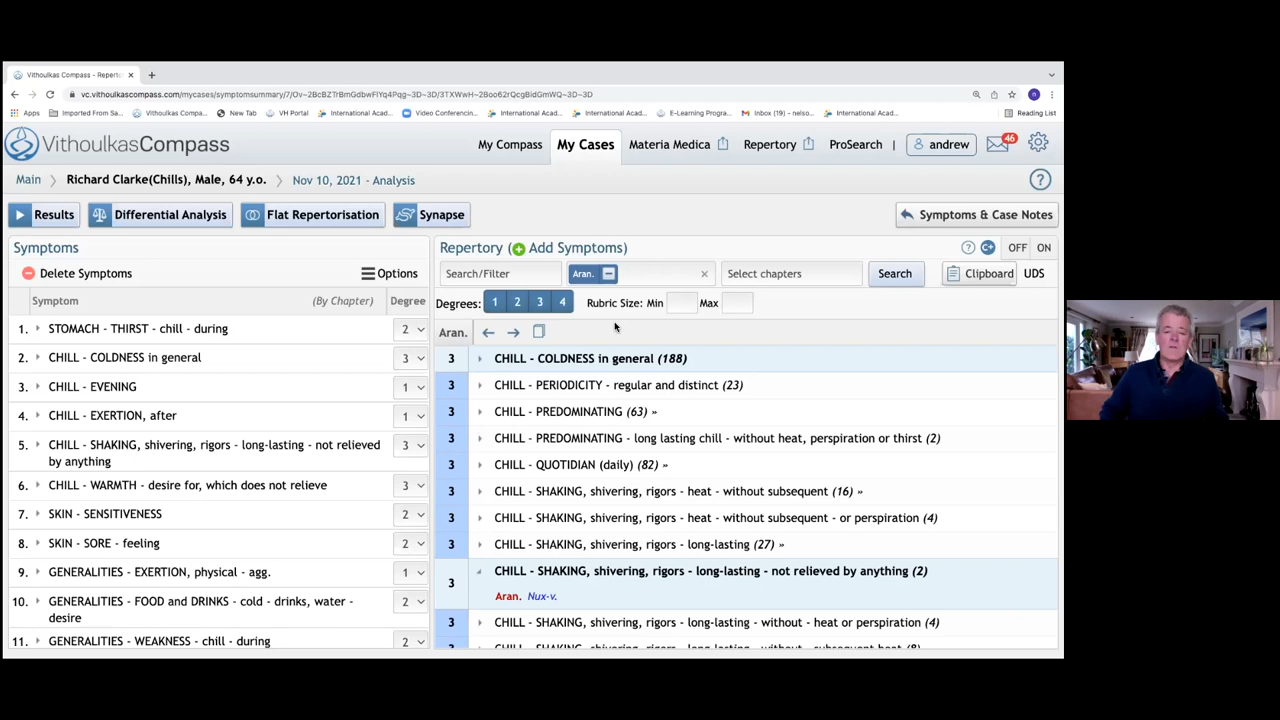 Vithoulkas Compass - Reperto
vc.vithoulkascompass.com/mycases/symptomsummary/7/
Apps Imported From Sa... Vithoulkas Compa... New Tab VH Portal International Acad... Video Conferencin... International Acad... International Acad... E-Learning Progra... Inbox (19) - nelso... International Acad... Reading List
VithoulkasCompass My Compass My Cases Materia Medica Repertory ProSearch andrew 46
Main Richard Clarke(Chills), Male, 64 y.o. Nov 10, 2021 - Analysis
Results Differential Analysis Flat Repertorisation Synapse Symptoms & Case Notes
Symptoms
Delete Symptoms Options
Symptom (By Chapter) Degree
1. STOMACH - THIRST - chill - during 2
2. CHILL - COLDNESS in general 3
3. CHILL - EVENING 1
4. CHILL - EXERTION, after 1
5. CHILL - SHAKING, shivering, rigors - long-lasting - not relieved 3
by anything
6. CHILL - WARMTH - desire for, which does not relieve 3
7. SKIN - SENSITIVENESS 2
8. SKIN - SORE - feeling 2
9. GENERALITIES - EXERTION, physical - agg. 1
10. GENERALITIES - FOOD and DRINKS - cold - drinks, water - 2
desire
11. GENERALITIES - WEAKNESS - chill - during 2
Repertory ( Add Symptoms) OFF ON
Search/Filter Aran. Select chapters Search Clipboard UDS
Degrees: 1 2 3 4 Rubric Size: Min Max
Aran.
3 CHILL - COLDNESS in general (188)
3 CHILL - PERIODICITY - regular and distinct (23)
3 CHILL - PREDOMINATING (63) »
3 CHILL - PREDOMINATING - long lasting chill - without heat, perspiration or thirst (2)
3 CHILL - QUOTIDIAN (daily) (82) »
3 CHILL - SHAKING, shivering, rigors - heat - without subsequent (16) »
3 CHILL - SHAKING, shivering, rigors - heat - without subsequent - or perspiration (4)
3 CHILL - SHAKING, shivering, rigors - long-lasting (27) »
3 CHILL - SHAKING, shivering, rigors - long-lasting - not relieved by anything (2)
Aran. Nux-v.
3 CHILL - SHAKING, shivering, rigors - long-lasting - without - heat or perspiration (4)
CHILL - SHAKING, shivering, rigors - long-lasting - without - subsequent heat (8)